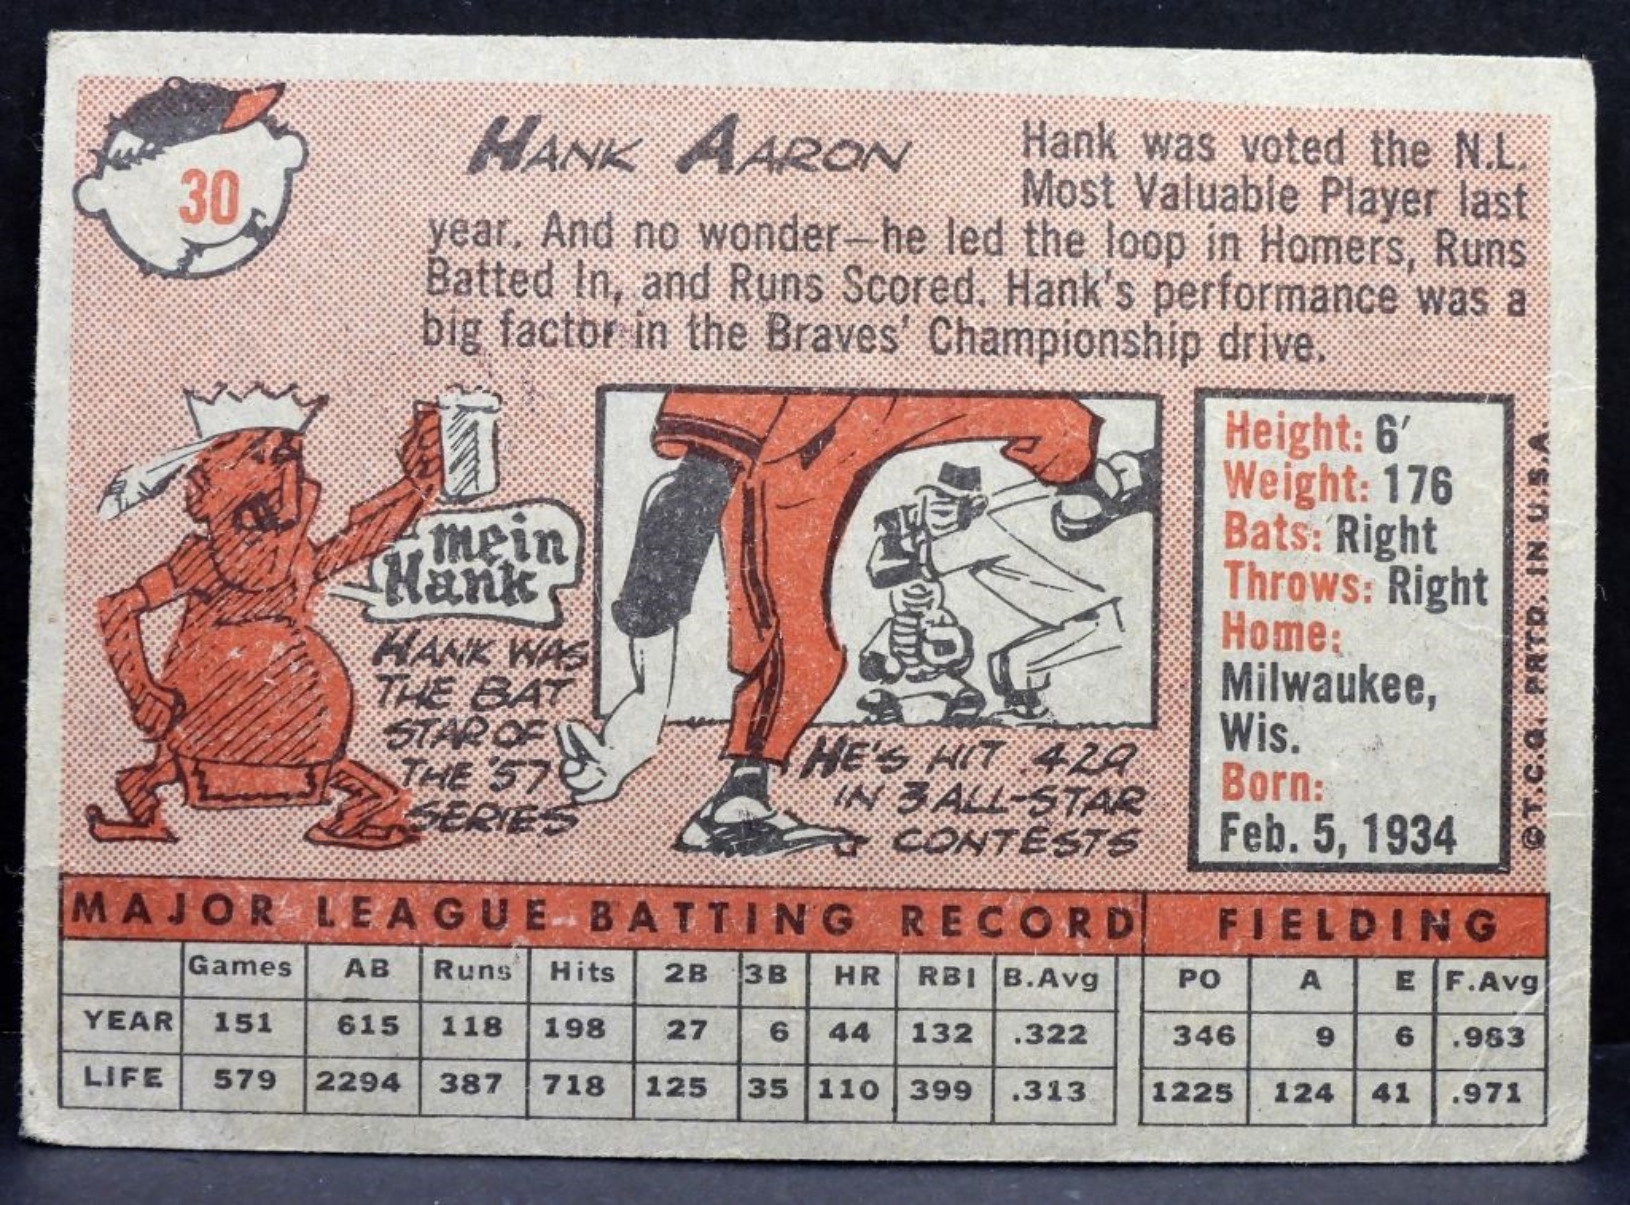 30
HANK AARON
Hank was voted the N.L.
Most Valuable Player last
year. And no wonder—he led the loop in Homers, Runs
Batted In, and Runs Scored. Hank's performance was a
big factor in the Braves' Championship drive.
mein
Hank
HANK WAS
THE BAT
STAR OF
THE '57
SERIES
HE'S HIT .429
IN 3 ALL-STAR
CONTESTS
Height: 6′
Weight: 176
Bats: Right
Throws: Right
Home:
Milwaukee,
Wis.
Born:
Feb. 5, 1934
©T.C.G. PRTD. IN U.S.A.
MAJOR LEAGUE BATTING RECORD FIELDING
Games AB Runs Hits 2B 3B HR RBI B.Avg PO A E F.Avg
YEAR 151 615 118 198 27 6 44 132 .322 346 9 6 .983
LIFE 579 2294 387 718 125 35 110 399 .313 1225 124 41 .971